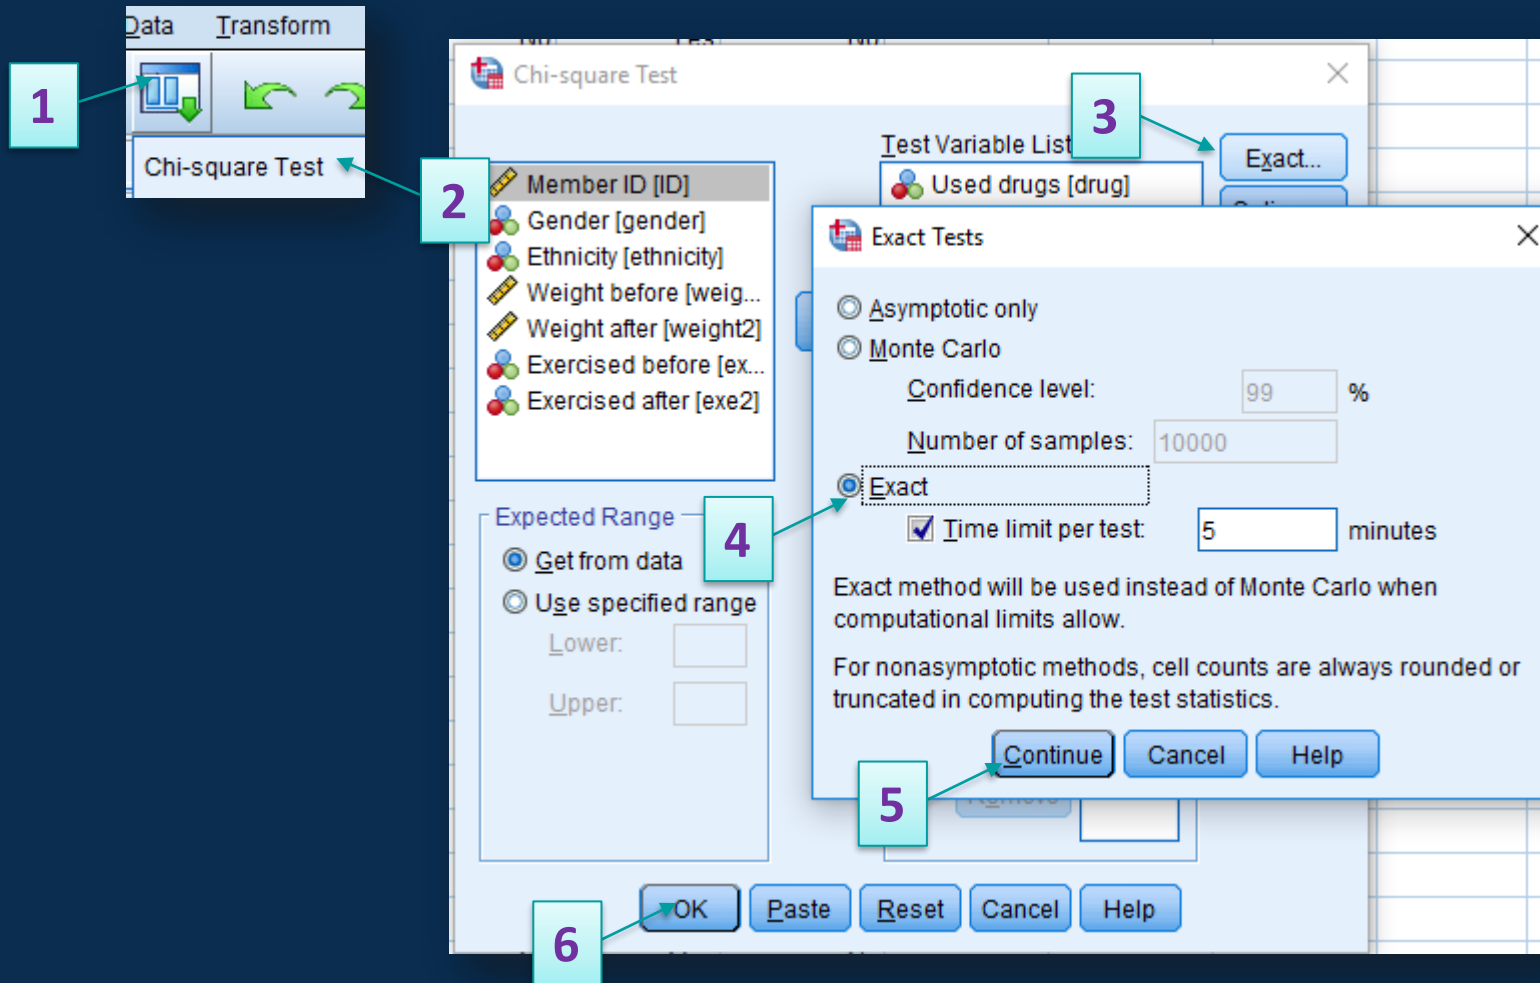 Data Transform
1
Chi-square Test
2
Chi-square Test
3
Test Variable List
Exact...
Member ID [ID]
Gender [gender]
Ethnicity [ethnicity]
Weight before [weig...
Weight after [weight2]
Exercised before [ex...
Exercised after [exe2]
Used drugs [drug]
Exact Tests
Asymptotic only
Monte Carlo
Confidence level: 99 %
Number of samples: 10000
Exact
4
Time limit per test: 5 minutes
Exact method will be used instead of Monte Carlo when
computational limits allow.
For nonasymptotic methods, cell counts are always rounded or
truncated in computing the test statistics.
Continue Cancel Help
5
Expected Range
Get from data
Use specified range
Lower:
Upper:
OK Paste Reset Cancel Help
6